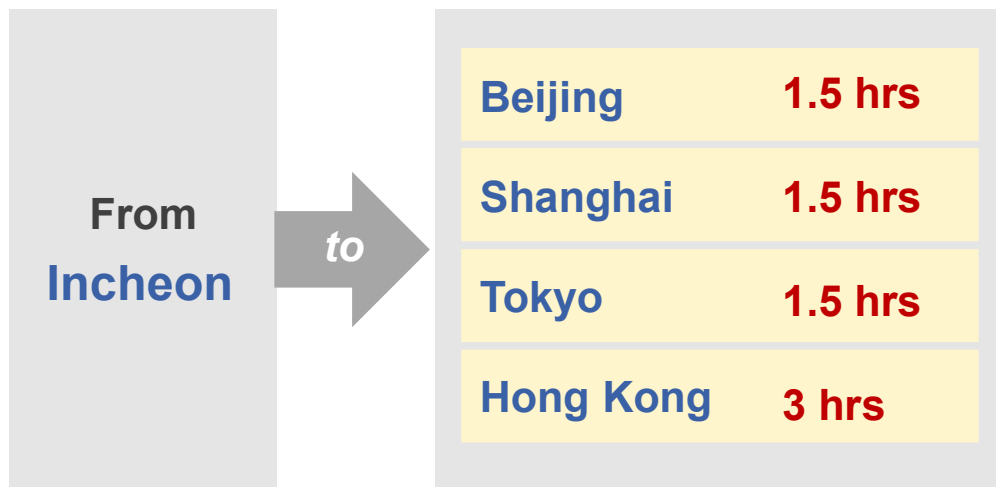 From
Incheon
to
Beijing 1.5 hrs
Shanghai 1.5 hrs
Tokyo 1.5 hrs
Hong Kong 3 hrs